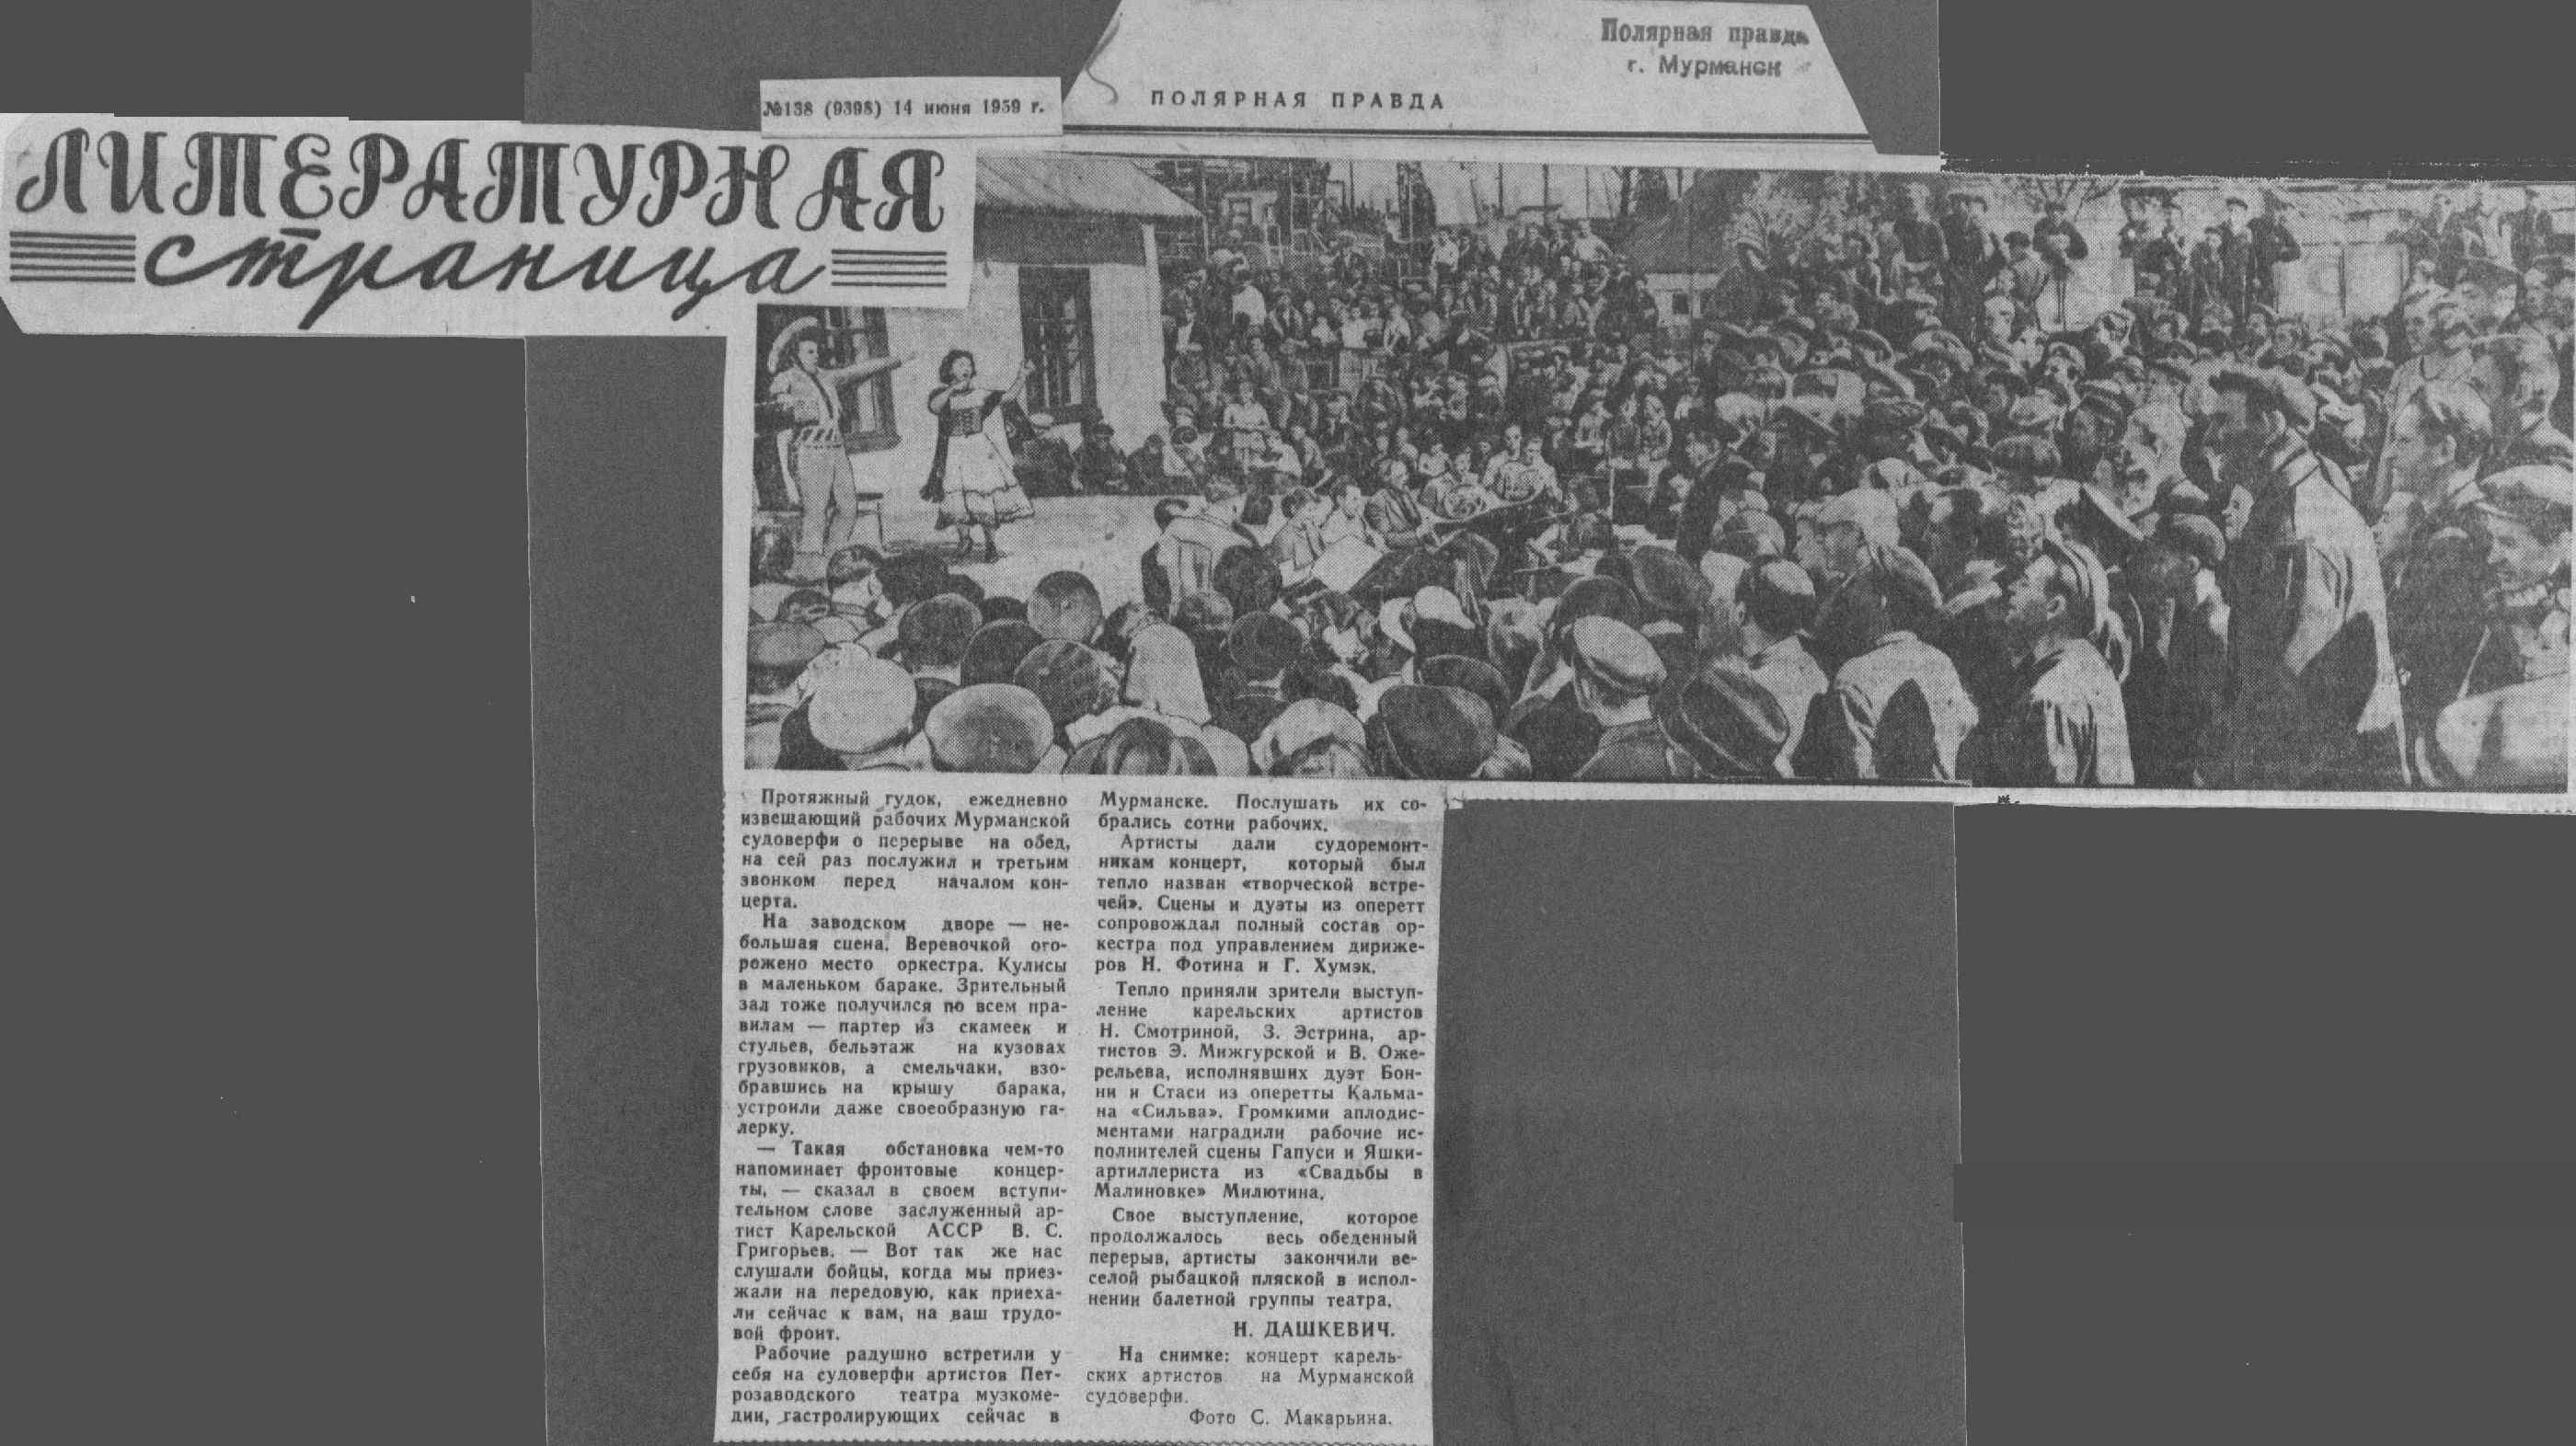 Полярная правда
г. Мурманск
№138 (9398) 14 июня 1959 г.
ПОЛЯРНАЯ ПРАВДА
ЛИТЕРАТУРНАЯ
страница
Протяжный гудок, ежедневно
извещающий рабочих Мурманской
судоверфи о перерыве на обед,
на сей раз послужил и третьим
звонком перед началом кон-
церта.
На заводском дворе — не-
большая сцена. Веревочкой ого-
рожено место оркестра. Кулисы
в маленьком бараке. Зрительный
зал тоже получился по всем пра-
вилам — партер из скамеек и
стульев, бельэтаж на кузовах
грузовиков, а смельчаки, взо-
бравшись на крышу барака,
устроили даже своеобразную га-
лерку.
— Такая обстановка чем-то
напоминает фронтовые концер-
ты, — сказал в своем вступи-
тельном слове заслуженный ар-
тист Карельской АССР В. С.
Григорьев. — Вот так же нас
слушали бойцы, когда мы приез-
жали на передовую, как приеха-
ли сейчас к вам, на ваш трудо-
вой фронт.
Рабочие радушно встретили у
себя на судоверфи артистов Пет-
розаводского театра музкоме-
дии, гастролирующих сейчас в
Мурманске. Послушать их со-
брались сотни рабочих.
Артисты дали судоремонт-
никам концерт, который был
тепло назван «творческой встре-
чей». Сцены и дуэты из оперетт
сопровождал полный состав ор-
кестра под управлением дириже-
ров Н. Фотина и Г. Хумэк.
Тепло приняли зрители выступ-
ление карельских артистов
Н. Смотриной, З. Эстрина, ар-
тистов Э. Мижгурской и В. Оже-
рельева, исполнявших дуэт Бон-
ни и Стаси из оперетты Кальма-
на «Сильва». Громкими аплодис-
ментами наградили рабочие ис-
полнителей сцены Гапуси и Яшки-
артиллериста из «Свадьбы в
Малиновке» Милютина.
Свое выступление, которое
продолжалось весь обеденный
перерыв, артисты закончили ве-
селой рыбацкой пляской в испол-
нении балетной группы театра.
Н. ДАШКЕВИЧ.
На снимке: концерт карель-
ских артистов на Мурманской
судоверфи.
Фото С. Макарьина.